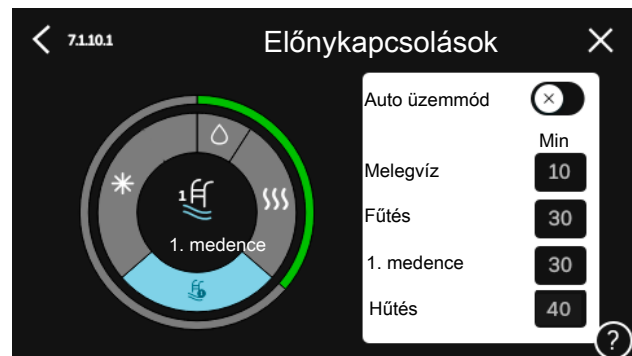 7.1.10.1
Előnykapcsolások
Auto üzemmód
Min
Melegvíz 10
Fűtés 30
1. medence 30
Hűtés 40
1
1. medence
?